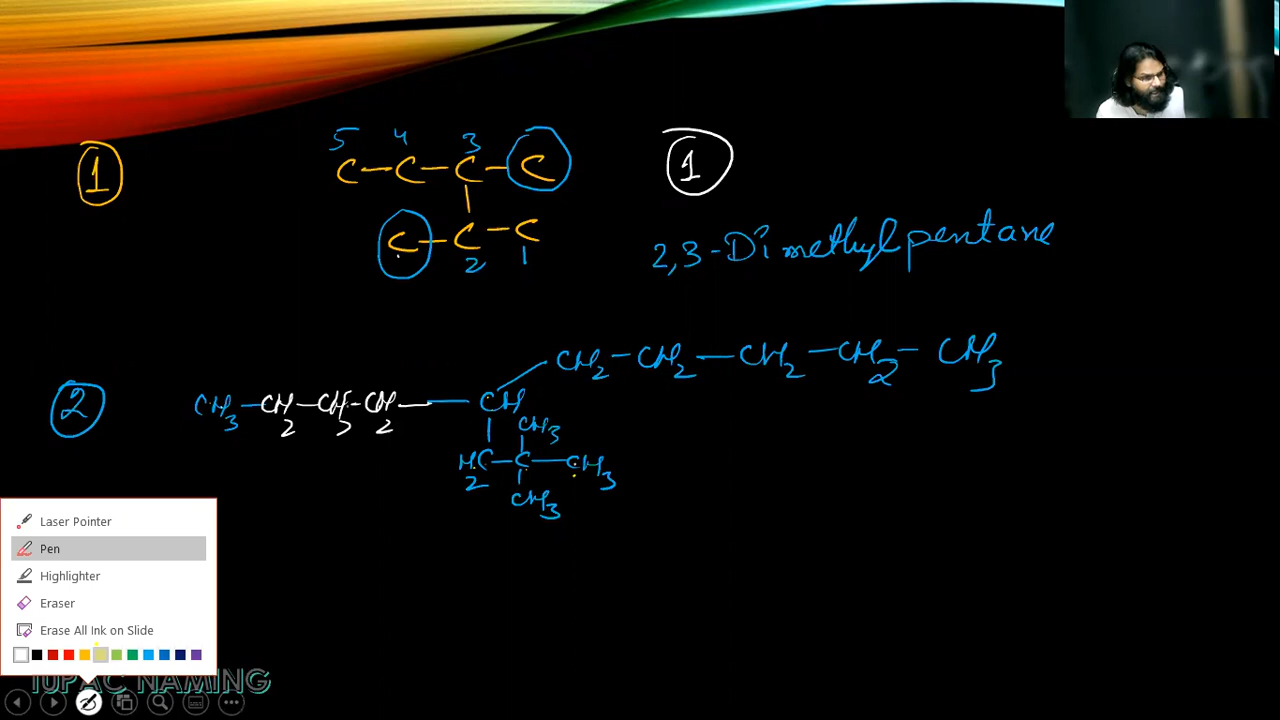 5 4 3
1 C-C-C-C 1
C-C-C
2 1
2,3-Dimethylpentane
CH2-CH2-CH2-CH2-CH3
2 CH3-CH2-CH2-CH2-CH
CH3
H2C-C-CH3
CH3
Laser Pointer
Pen
Highlighter
Eraser
Erase All Ink on Slide
IUPAC NAMING